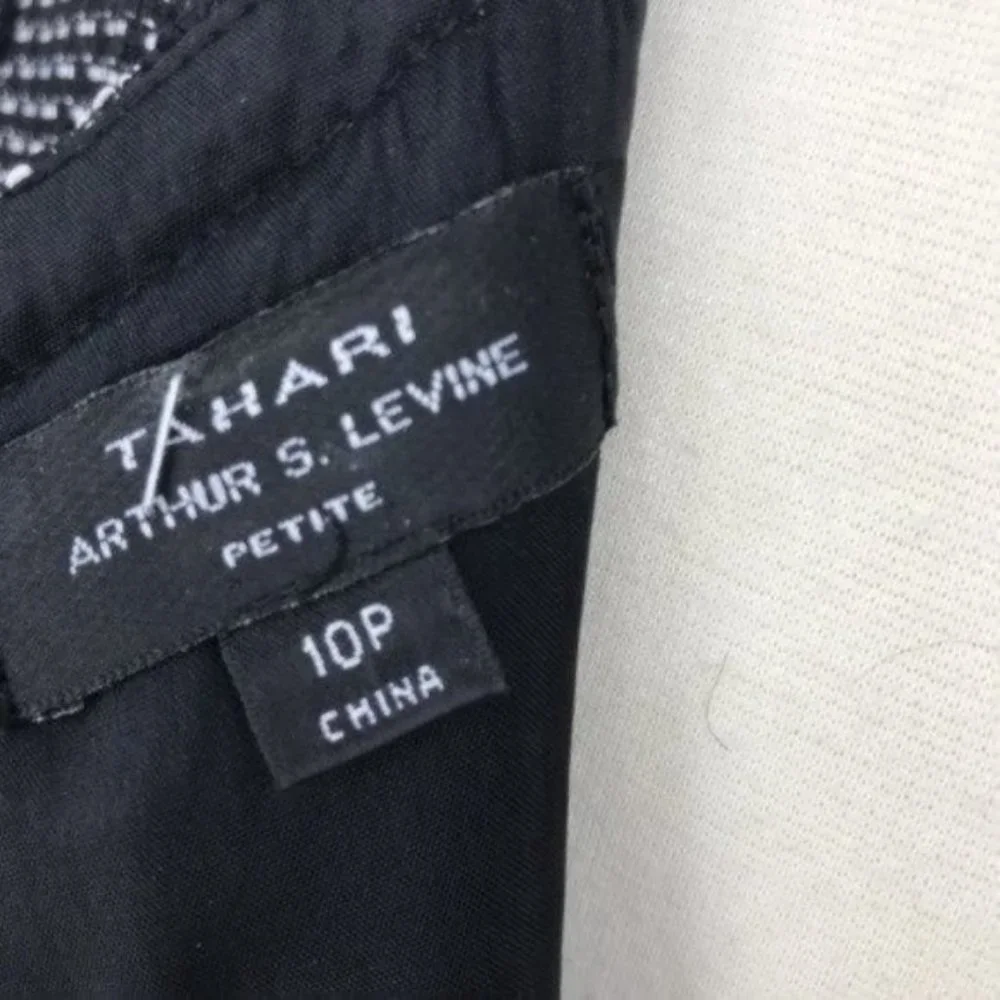 TAHARI
ARTHUR S. LEVINE
PETITE
10P
CHINA